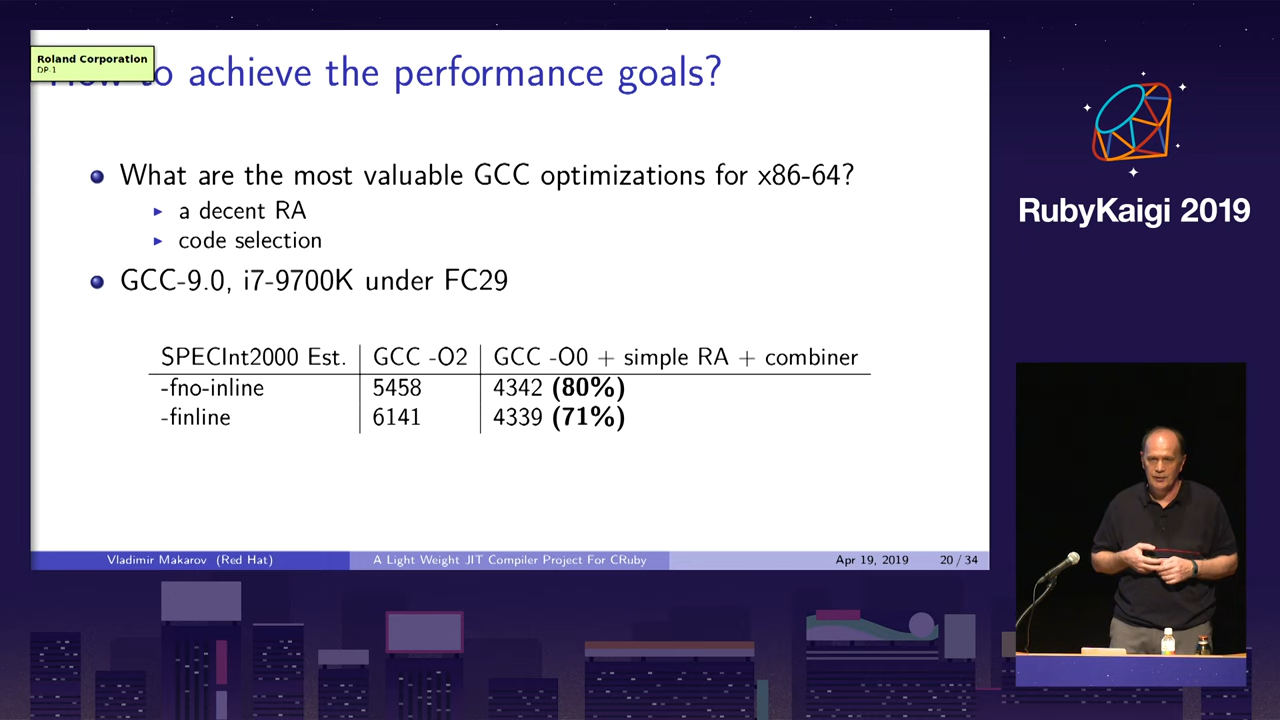 Roland Corporation
DP-1
to achieve the performance goals?
What are the most valuable GCC optimizations for x86-64?
a decent RA
code selection
GCC-9.0, i7-9700K under FC29
SPECInt2000 Est. GCC -O2 GCC -O0 + simple RA + combiner
-fno-inline 5458 4342 (80%)
-finline 6141 4339 (71%)
Vladimir Makarov (Red Hat) A Light Weight JIT Compiler Project For CRuby Apr 19, 2019 20 / 34
RubyKaigi 2019